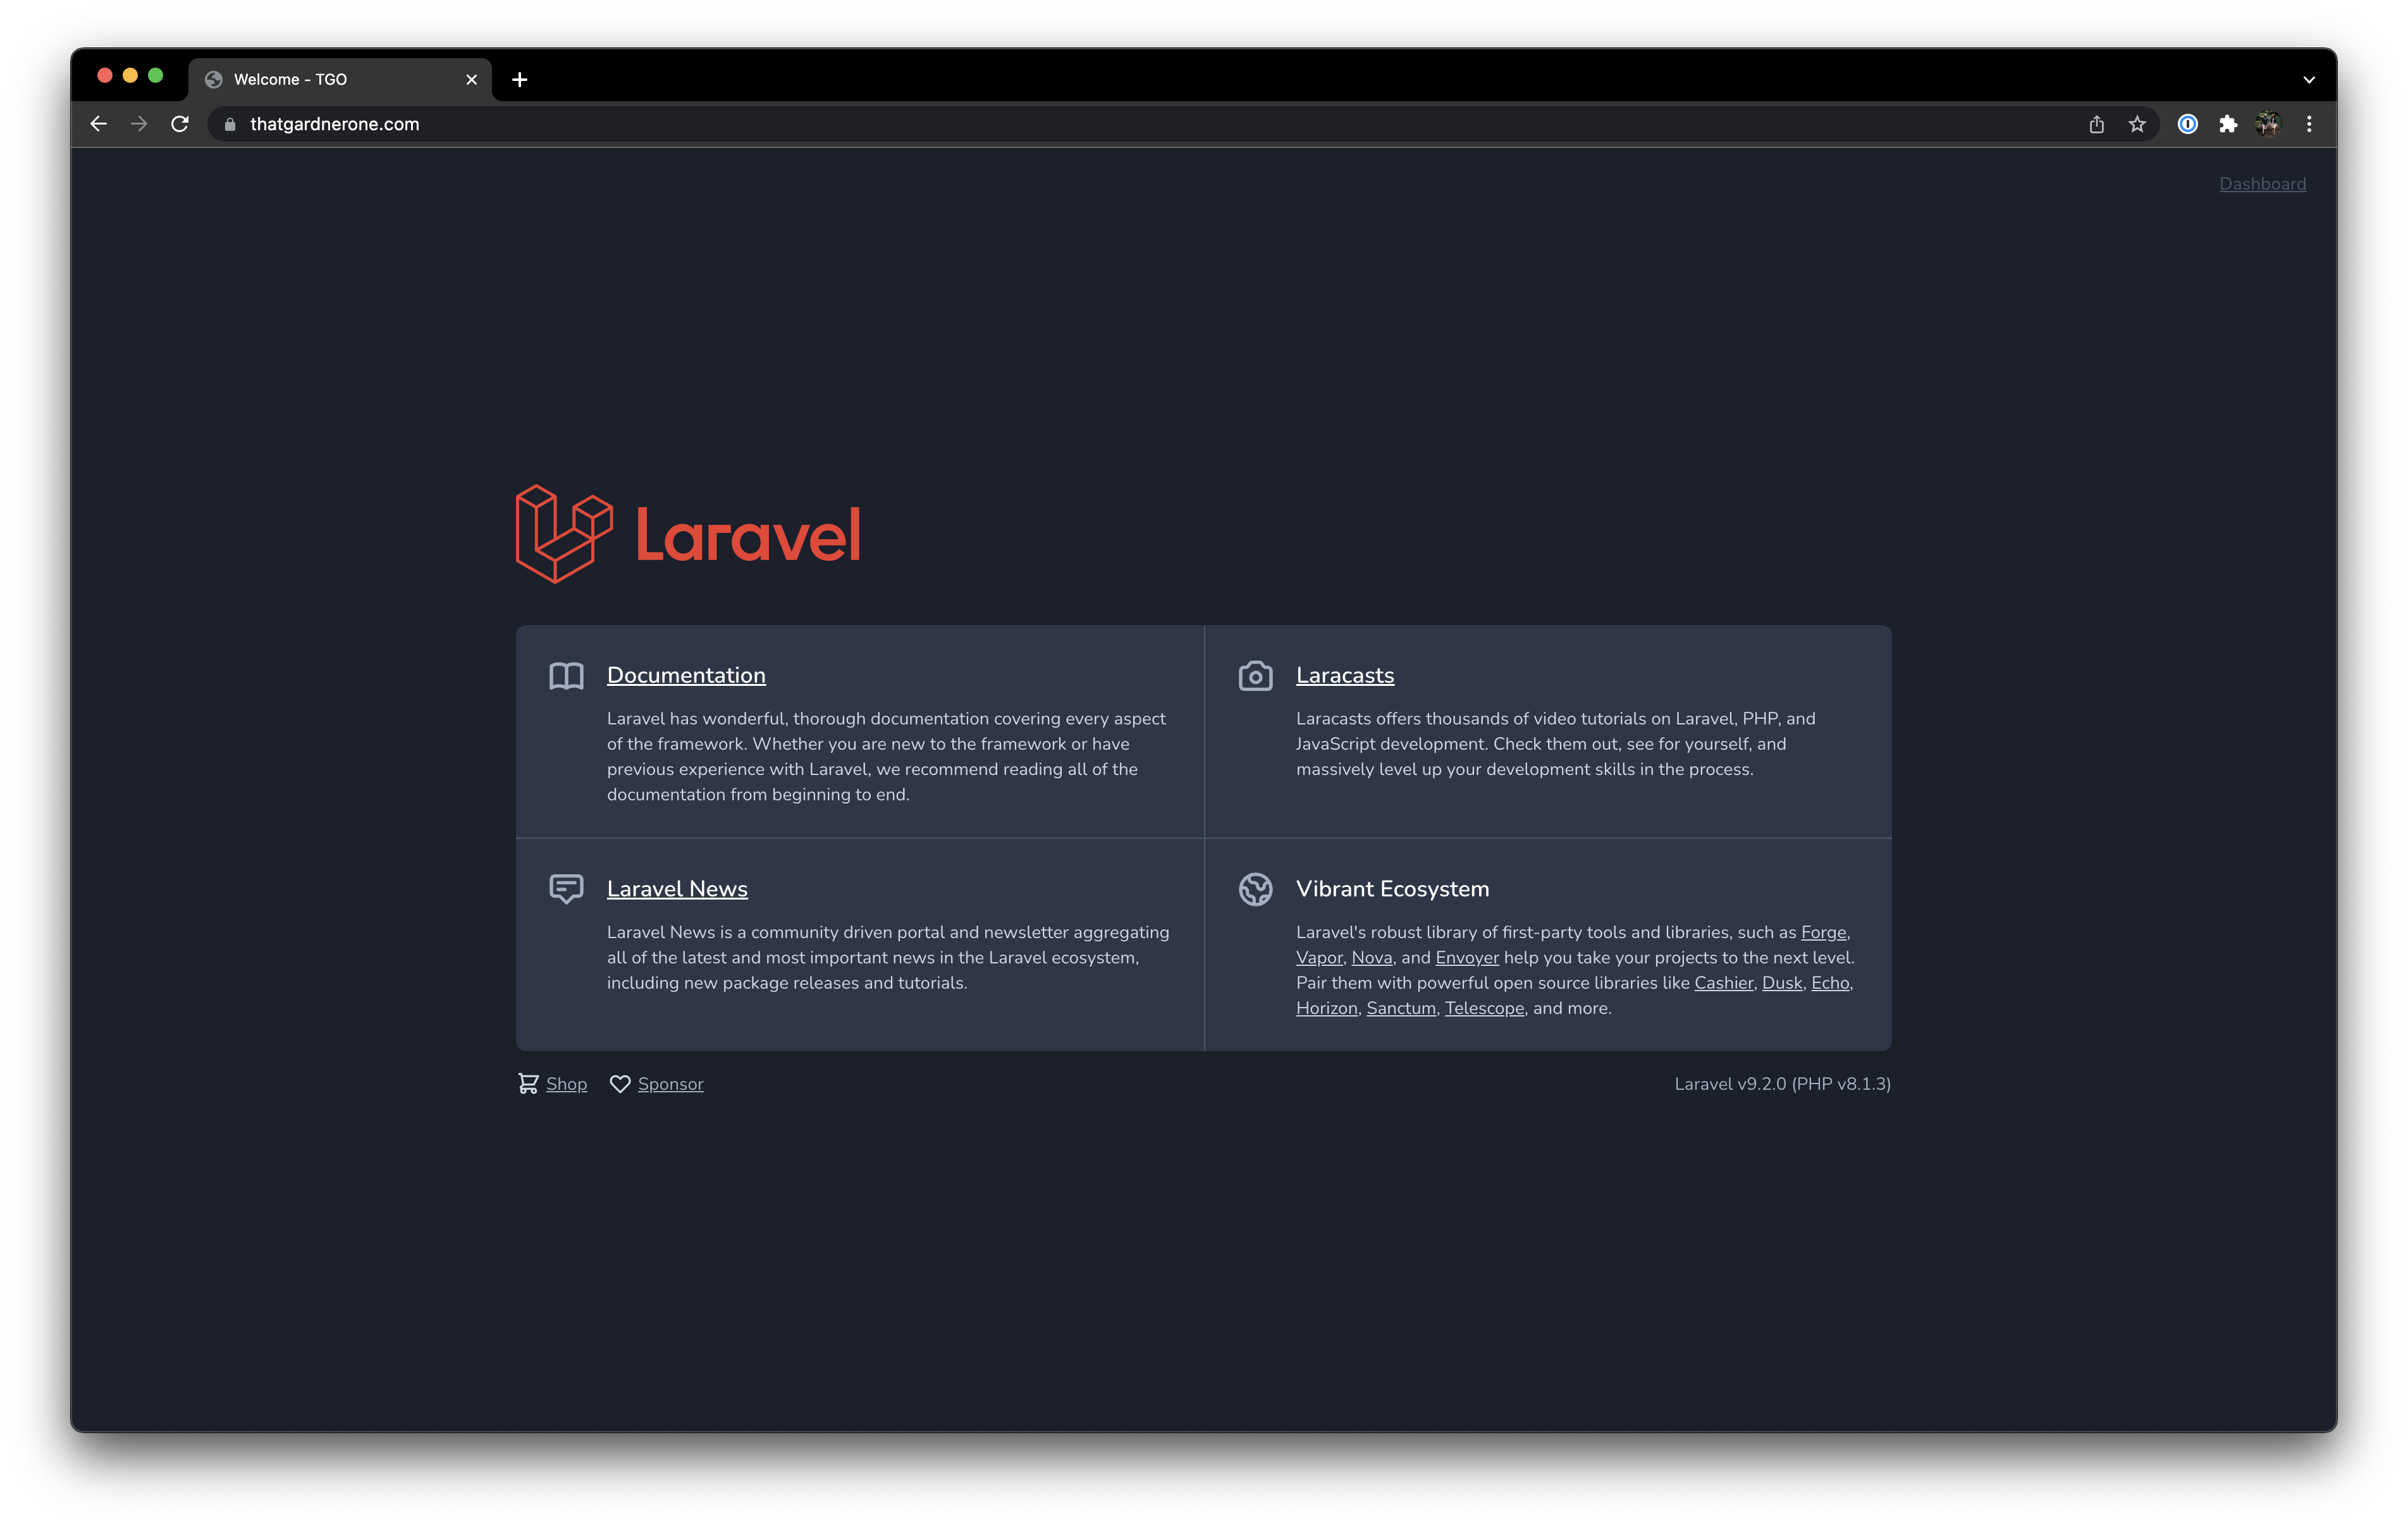 Welcome - TGO
thatgardnerone.com
Dashboard
Laravel
Documentation
Laravel has wonderful, thorough documentation covering every aspect
of the framework. Whether you are new to the framework or have
previous experience with Laravel, we recommend reading all of the
documentation from beginning to end.
Laracasts
Laracasts offers thousands of video tutorials on Laravel, PHP, and
JavaScript development. Check them out, see for yourself, and
massively level up your development skills in the process.
Laravel News
Laravel News is a community driven portal and newsletter aggregating
all of the latest and most important news in the Laravel ecosystem,
including new package releases and tutorials.
Vibrant Ecosystem
Laravel's robust library of first-party tools and libraries, such as Forge,
Vapor, Nova, and Envoyer help you take your projects to the next level.
Pair them with powerful open source libraries like Cashier, Dusk, Echo,
Horizon, Sanctum, Telescope, and more.
Shop Sponsor
Laravel v9.2.0 (PHP v8.1.3)